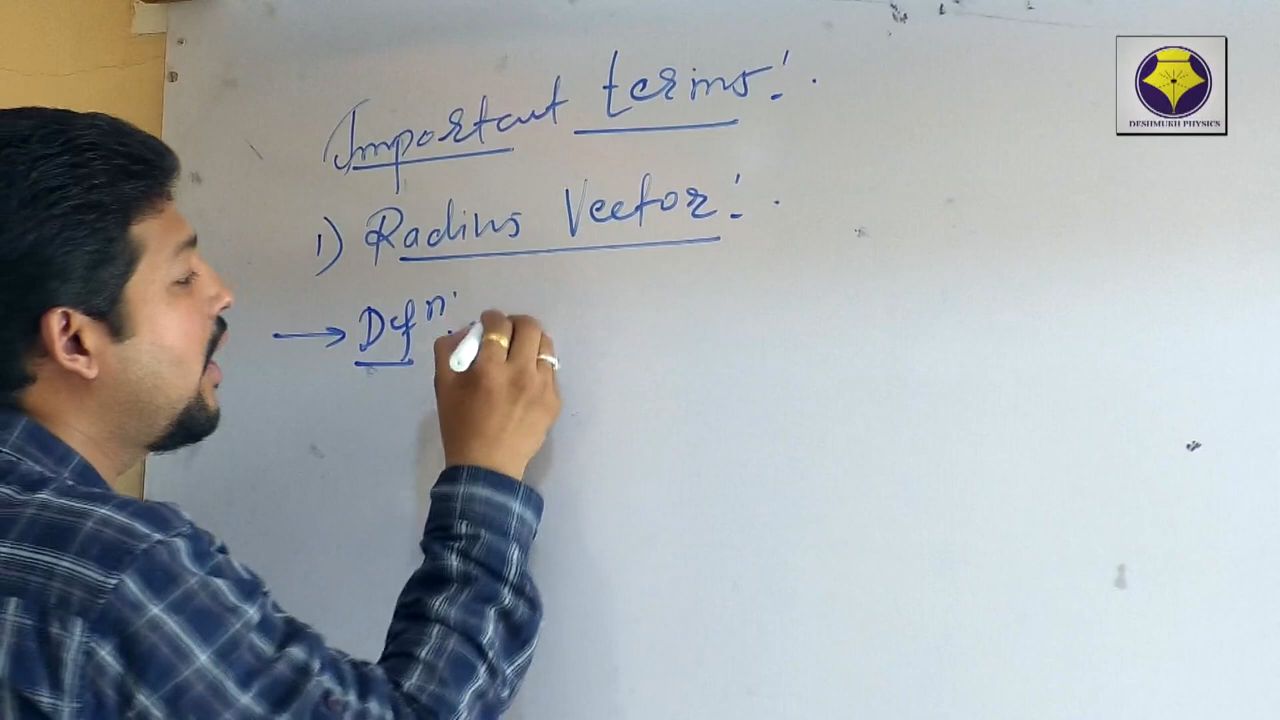 Important terms:.
1) Radius Vector:.
→ Defn:
DESHMUKH PHYSICS